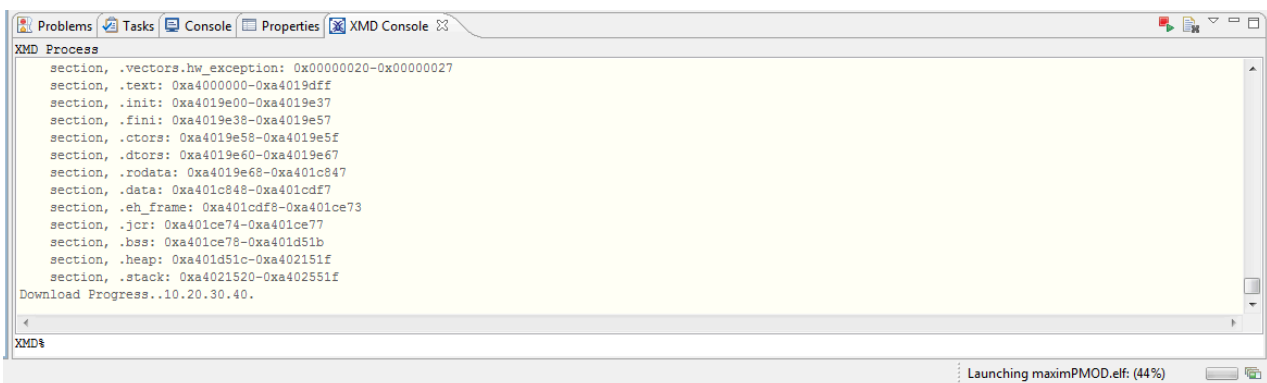 Problems Tasks Console Properties XMD Console
XMD Process
section, .vectors.hw_exception: 0x00000020-0x00000027
section, .text: 0xa4000000-0xa4019dff
section, .init: 0xa4019e00-0xa4019e37
section, .fini: 0xa4019e38-0xa4019e57
section, .ctors: 0xa4019e58-0xa4019e5f
section, .dtors: 0xa4019e60-0xa4019e67
section, .rodata: 0xa4019e68-0xa401c847
section, .data: 0xa401c848-0xa401cdf7
section, .eh_frame: 0xa401cdf8-0xa401ce73
section, .jcr: 0xa401ce74-0xa401ce77
section, .bss: 0xa401ce78-0xa401d51b
section, .heap: 0xa401d51c-0xa402151f
section, .stack: 0xa4021520-0xa402551f
Download Progress..10.20.30.40.
XMD%
Launching maximPMOD.elf: (44%)